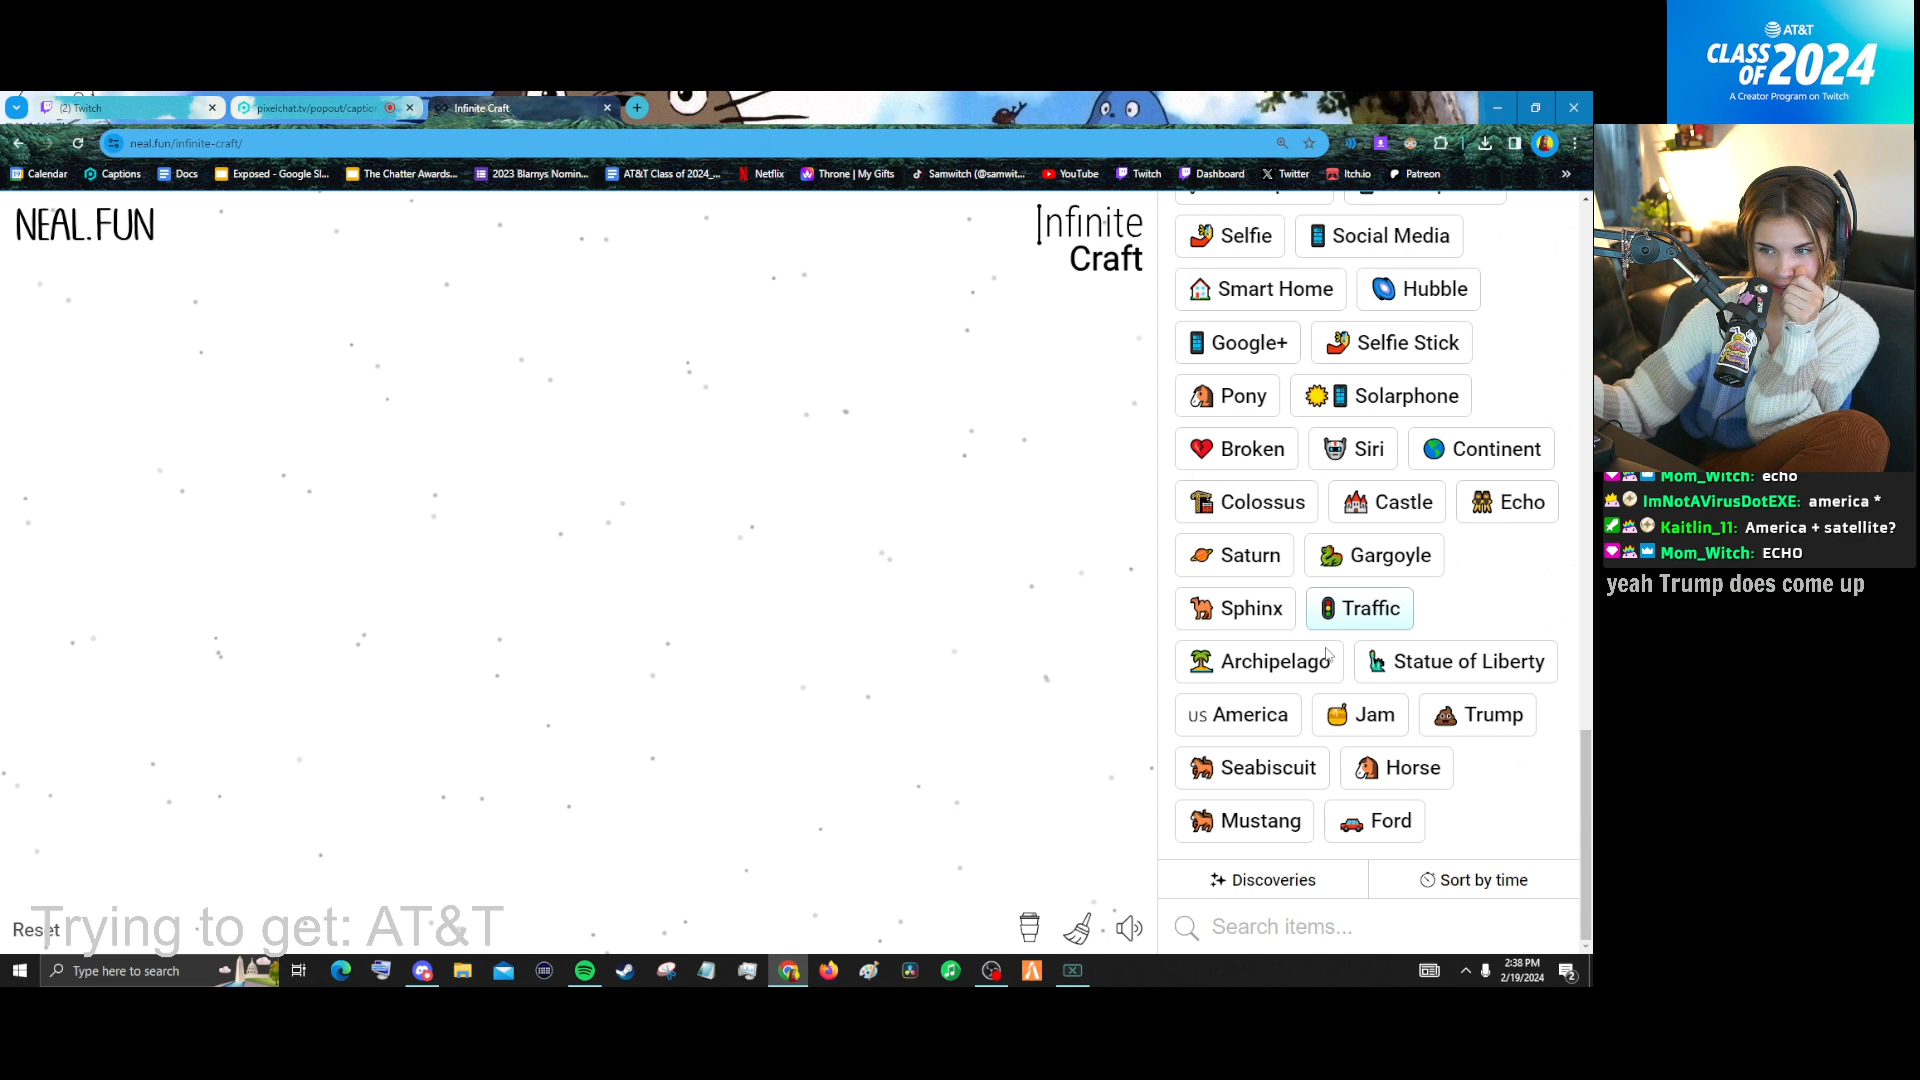 AT&T
CLASS
OF 2024
A Creator Program on Twitch
(2) Twitch
pixelchat.tv/popout/captio
Infinite Craft
neal.fun/infinite-craft/
Calendar
Captions
Docs
Exposed - Google Sl...
The Chatter Awards...
2023 Blarnys Nomin...
AT&T Class of 2024_...
Netflix
Throne | My Gifts
Samwitch (@samwit...
YouTube
Twitch
Dashboard
Twitter
Itch.io
Patreon
NEAL.FUN
Infinite
Craft
Selfie
Social Media
Smart Home
Hubble
Google+
Selfie Stick
Pony
Solarphone
Broken
Siri
Continent
Colossus
Castle
Echo
Saturn
Gargoyle
Sphinx
Traffic
Archipelago
Statue of Liberty
US America
Jam
Trump
Seabiscuit
Horse
Mustang
Ford
Discoveries
Sort by time
Search items...
Mom_Witch: echo
ImNotAVirusDotEXE: america *
Kaitlin_11: America + satellite?
Mom_Witch: ECHO
yeah Trump does come up
Reset
Trying to get: AT&T
Type here to search
2:38 PM
2/19/2024
2